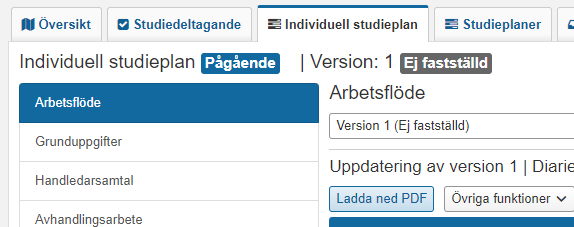 Översikt Studiedeltagande Individuell studieplan Studieplaner
Individuell studieplan Pågående | Version: 1 Ej fastställd
Arbetsflöde
Grunduppgifter
Handledarsamtal
Avhandlingsarbete
Arbetsflöde
Version 1 (Ej fastställd)
Uppdatering av version 1 | Diarie
Ladda ned PDF Övriga funktioner